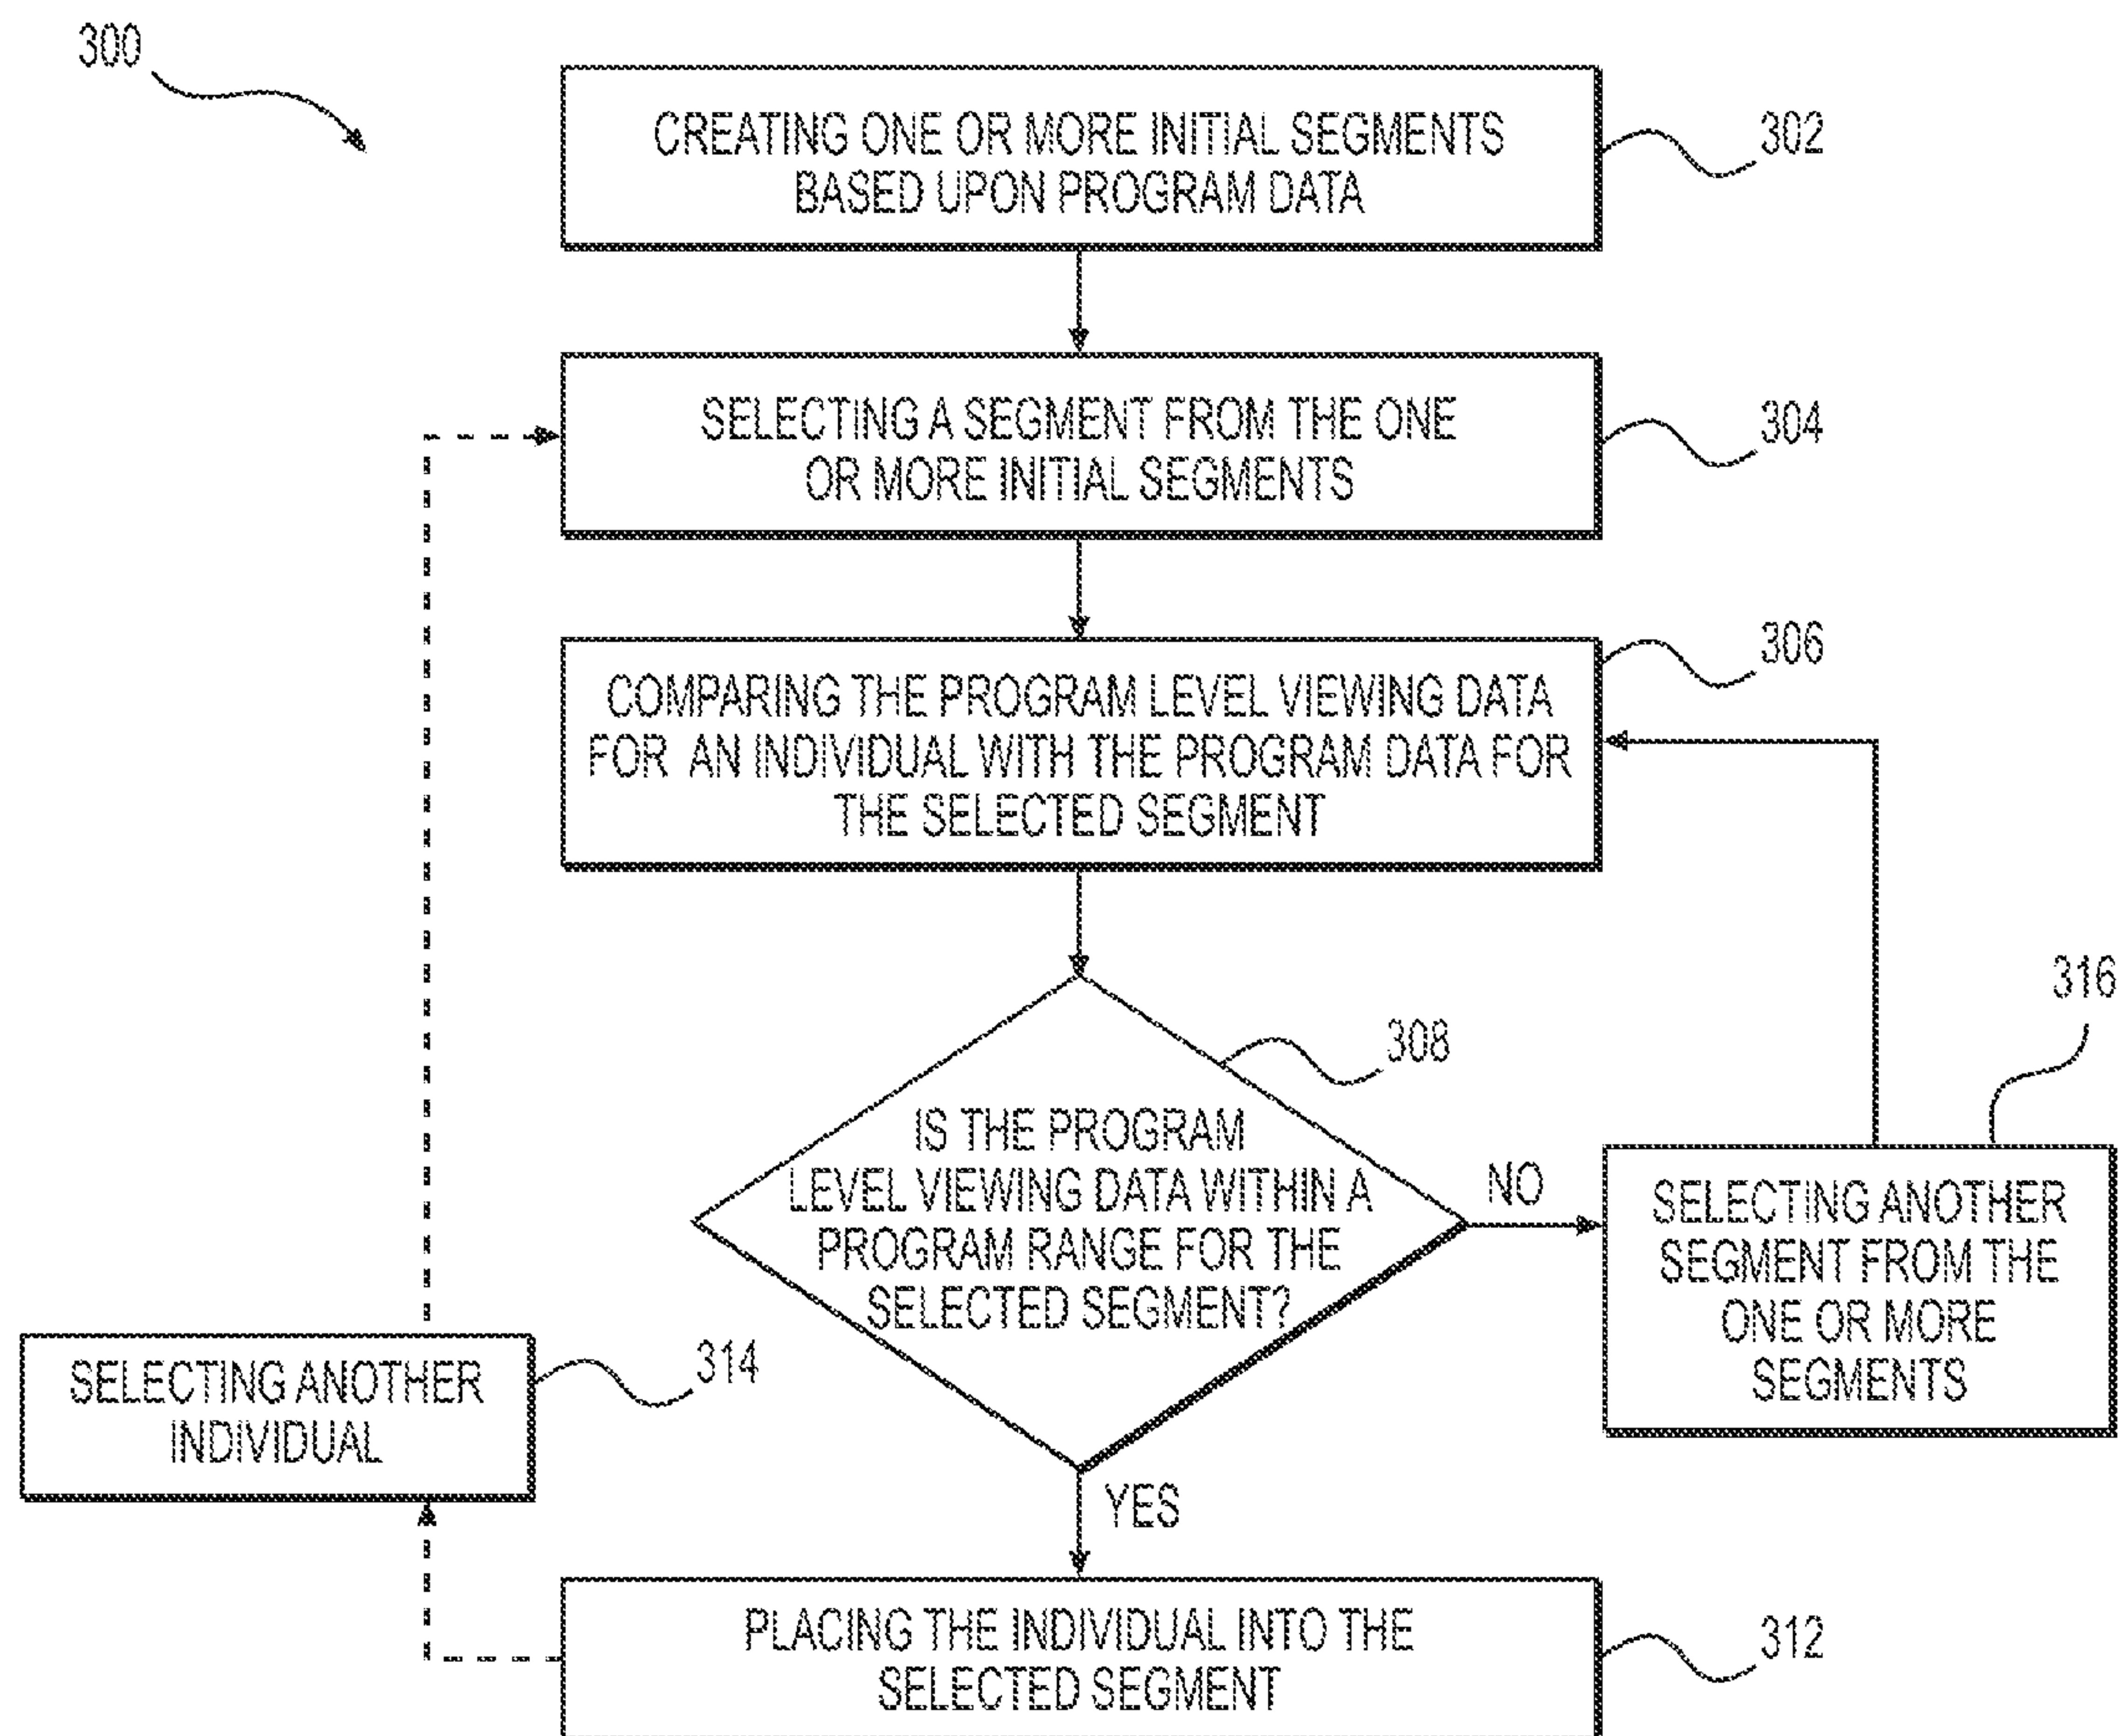 300
CREATING ONE OR MORE INITIAL SEGMENTS
BASED UPON PROGRAM DATA
302
SELECTING A SEGMENT FROM THE ONE
OR MORE INITIAL SEGMENTS
304
COMPARING THE PROGRAM LEVEL VIEWING DATA
FOR AN INDIVIDUAL WITH THE PROGRAM DATA FOR
THE SELECTED SEGMENT
306
IS THE PROGRAM
LEVEL VIEWING DATA WITHIN A
PROGRAM RANGE FOR THE
SELECTED SEGMENT?
308
NO
316
SELECTING ANOTHER
SEGMENT FROM THE
ONE OR MORE
SEGMENTS
SELECTING ANOTHER
INDIVIDUAL
314
YES
PLACING THE INDIVIDUAL INTO THE
SELECTED SEGMENT
312